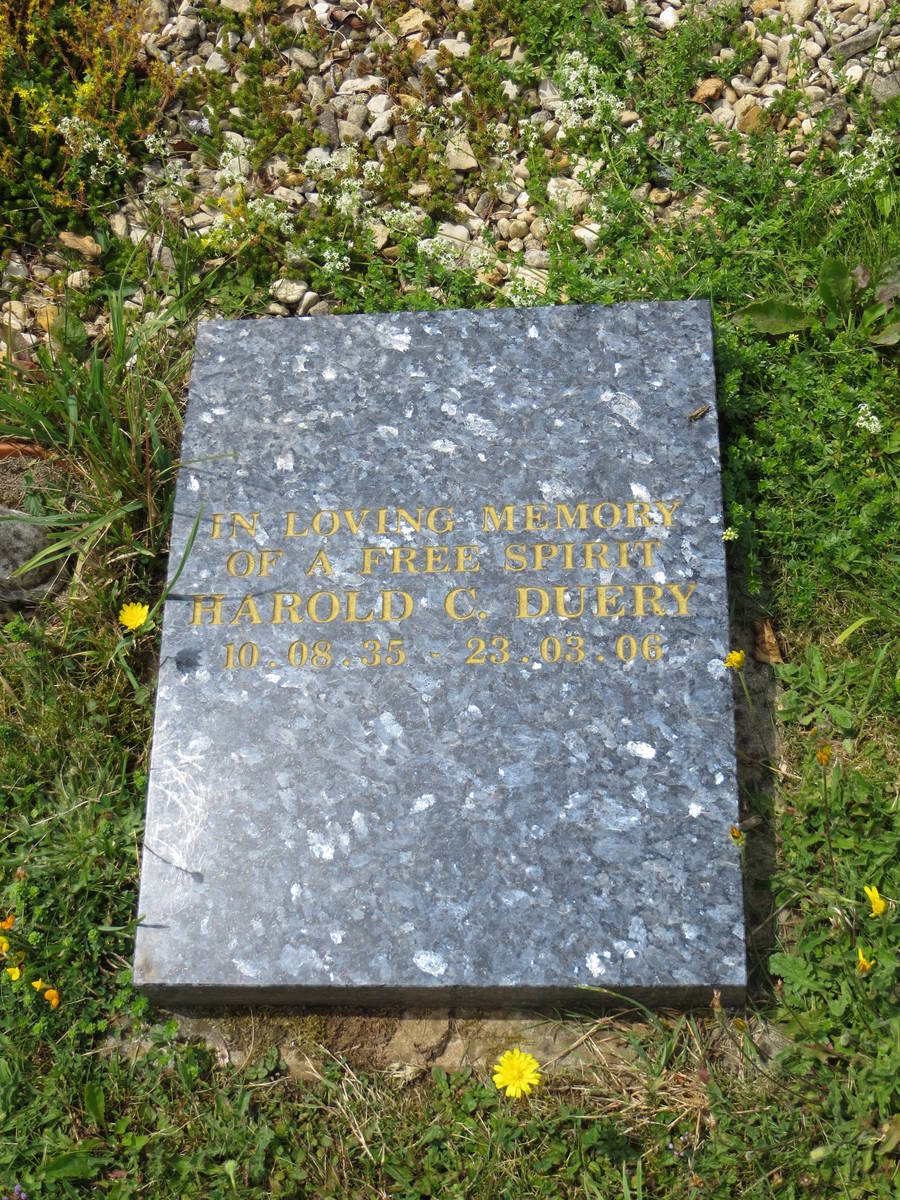 IN LOVING MEMORY
OF A FREE SPIRIT
HAROLD C. DUERY
10.08.35 - 23.03.06